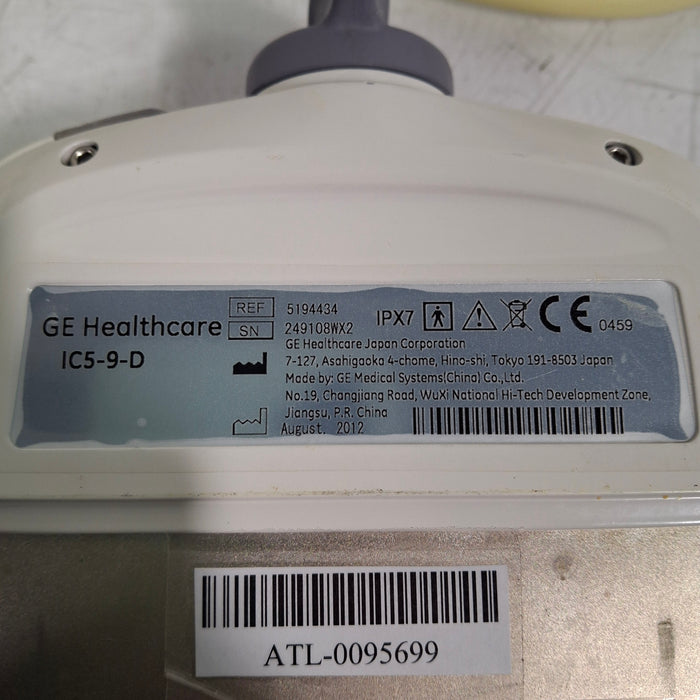 GE Healthcare
IC5-9-D
REF 5194434
SN 249108WX2
IPX7
CE 0459
GE Healthcare Japan Corporation
7-127, Asahigaoka 4-chome, Hino-shi, Tokyo 191-8503 Japan
Made by: GE Medical Systems(China) Co.,Ltd.
No.19, Changjiang Road, WuXi National Hi-Tech Development Zone,
Jiangsu, P.R. China
August. 2012
ATL-0095699